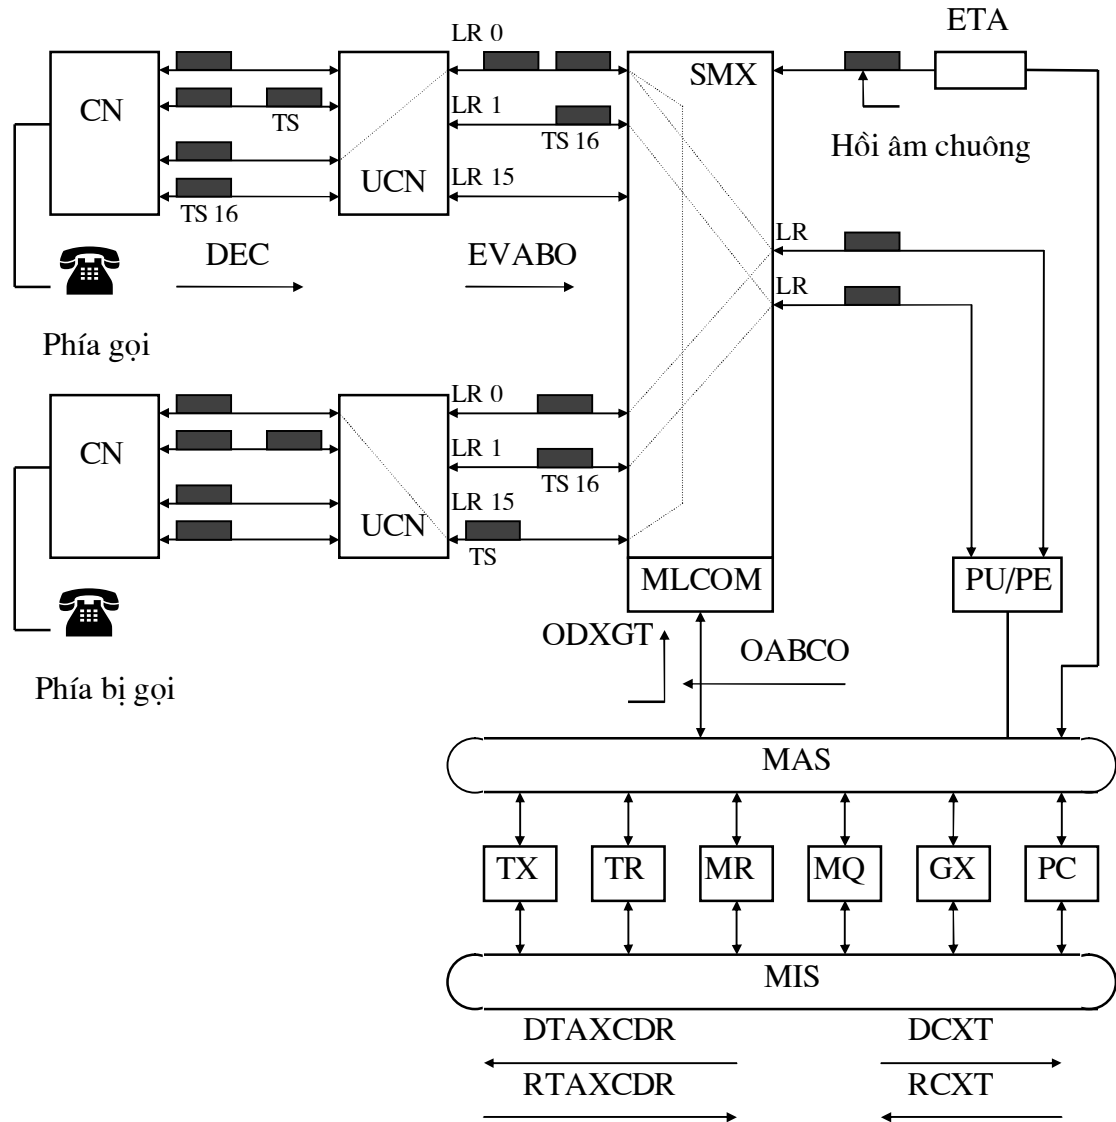 ETA
LR 0
SMX
CN
TS
LR 1
TS 16
Hồi âm chuông
UCN
LR 15
TS 16
LR
DEC
EVABO
LR
Phía gọi
LR 0
CN
LR 1
TS 16
LR 15
UCN
TS
MLCOM
PU/PE
ODXGT
OABCO
Phía bị gọi
MAS
TX
TR
MR
MQ
GX
PC
MIS
DTAXCDR
DCXT
RTAXCDR
RCXT